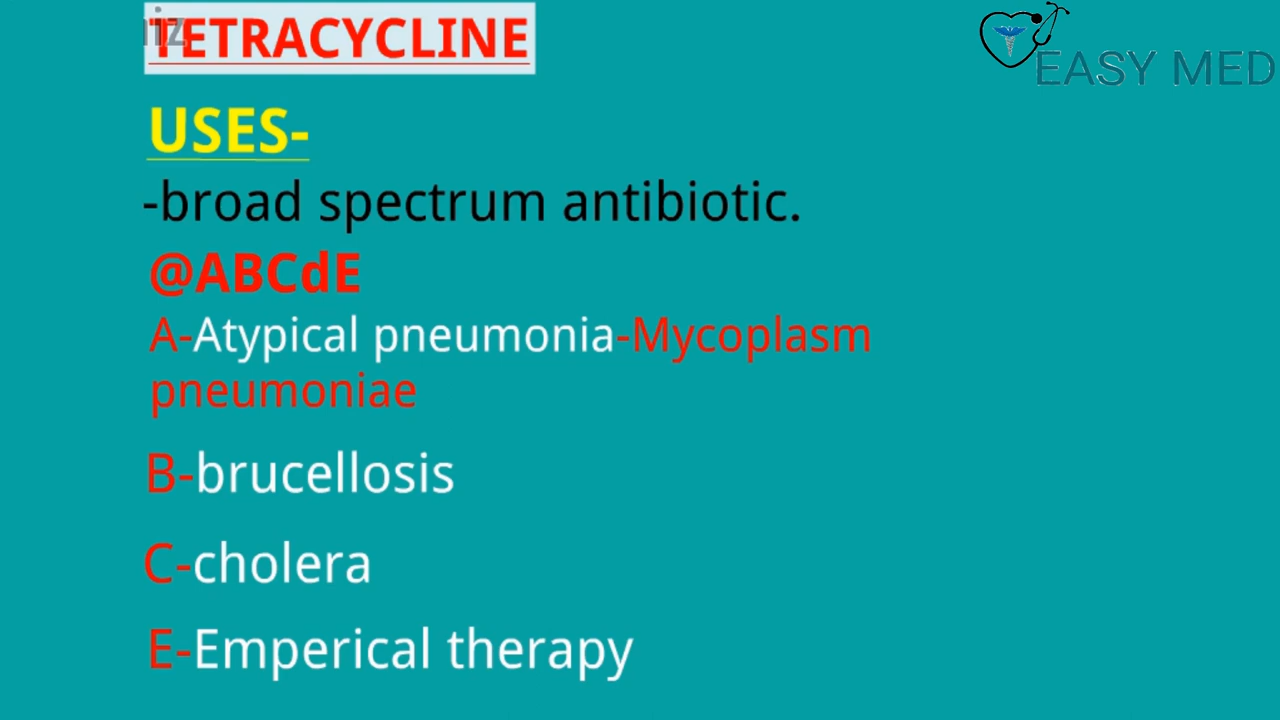 TETRACYCLINE
EASY MED
USES-
-broad spectrum antibiotic.
@ABCdE
A-Atypical pneumonia-Mycoplasm
pneumoniae
B-brucellosis
C-cholera
E-Emperical therapy